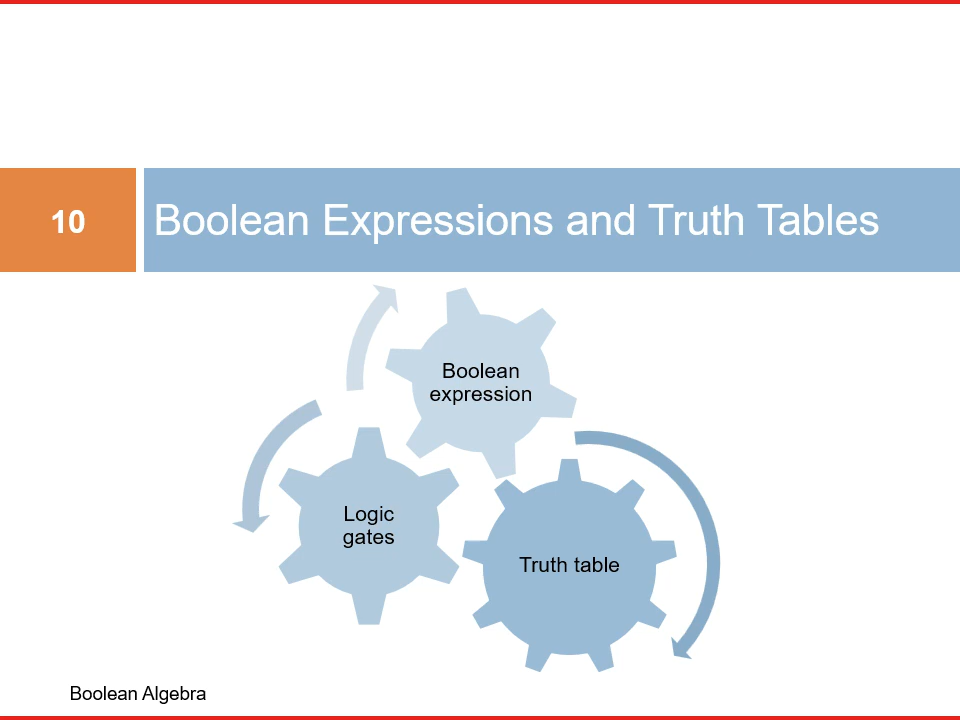 10
Boolean Expressions and Truth Tables
Boolean
expression
Logic
gates
Truth table
Boolean Algebra